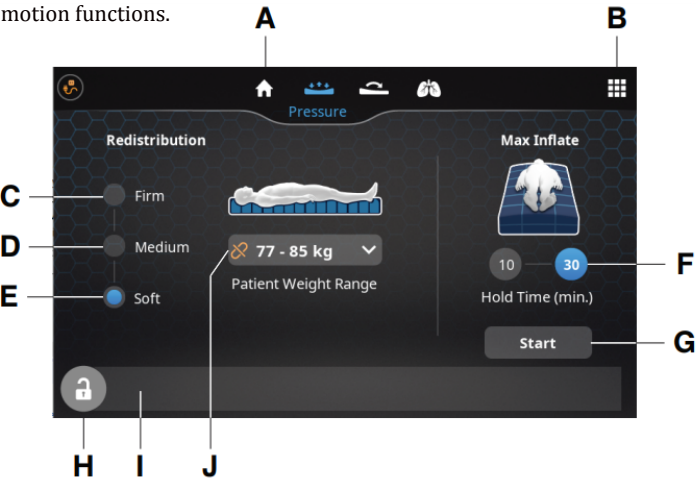 motion functions.
A
B
Pressure
Redistribution
Max Inflate
C
Firm
D
Medium
77 - 85 kg
10
30
F
E
Soft
Patient Weight Range
Hold Time (min.)
Start
G
H
I
J